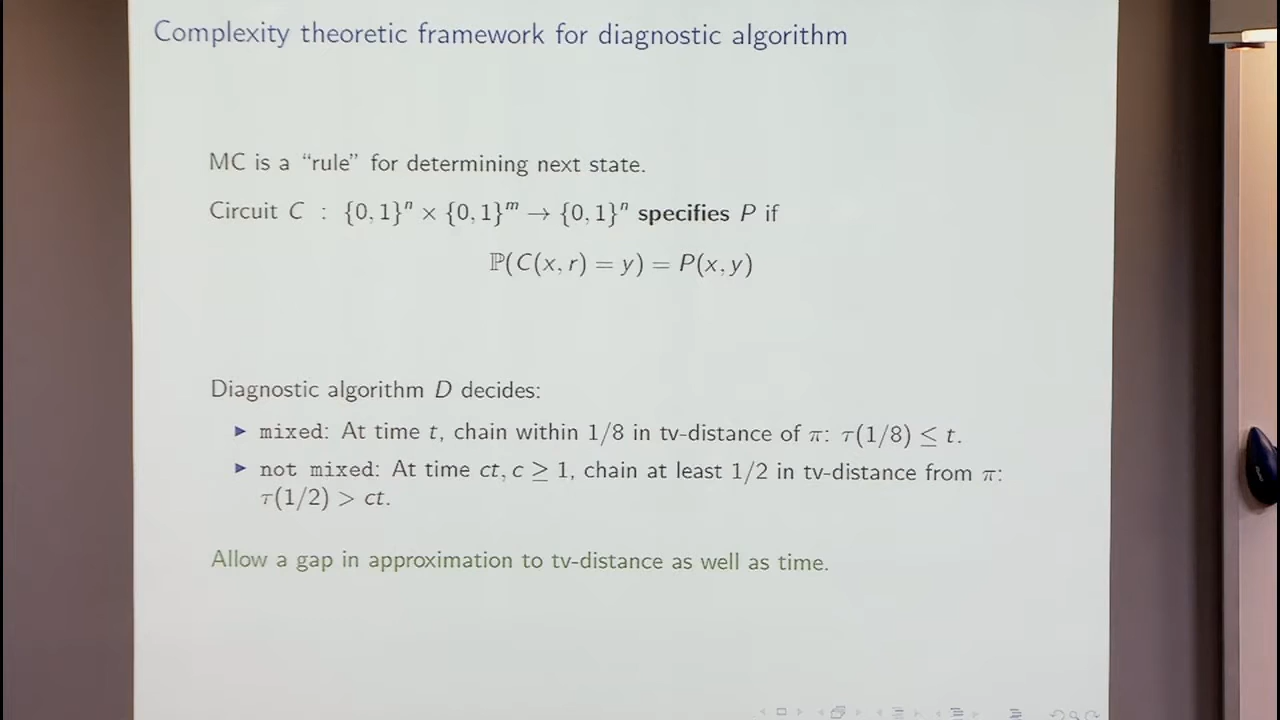 Complexity theoretic framework for diagnostic algorithm
MC is a “rule” for determining next state.
Circuit C : {0,1}ⁿ × {0,1}ᵐ → {0,1}ⁿ specifies P if
ℙ(C(x, r) = y) = P(x, y)
Diagnostic algorithm D decides:
▶ mixed: At time t, chain within 1/8 in tv-distance of π: τ(1/8) ≤ t.
▶ not mixed: At time ct, c ≥ 1, chain at least 1/2 in tv-distance from π:
τ(1/2) > ct.
Allow a gap in approximation to tv-distance as well as time.